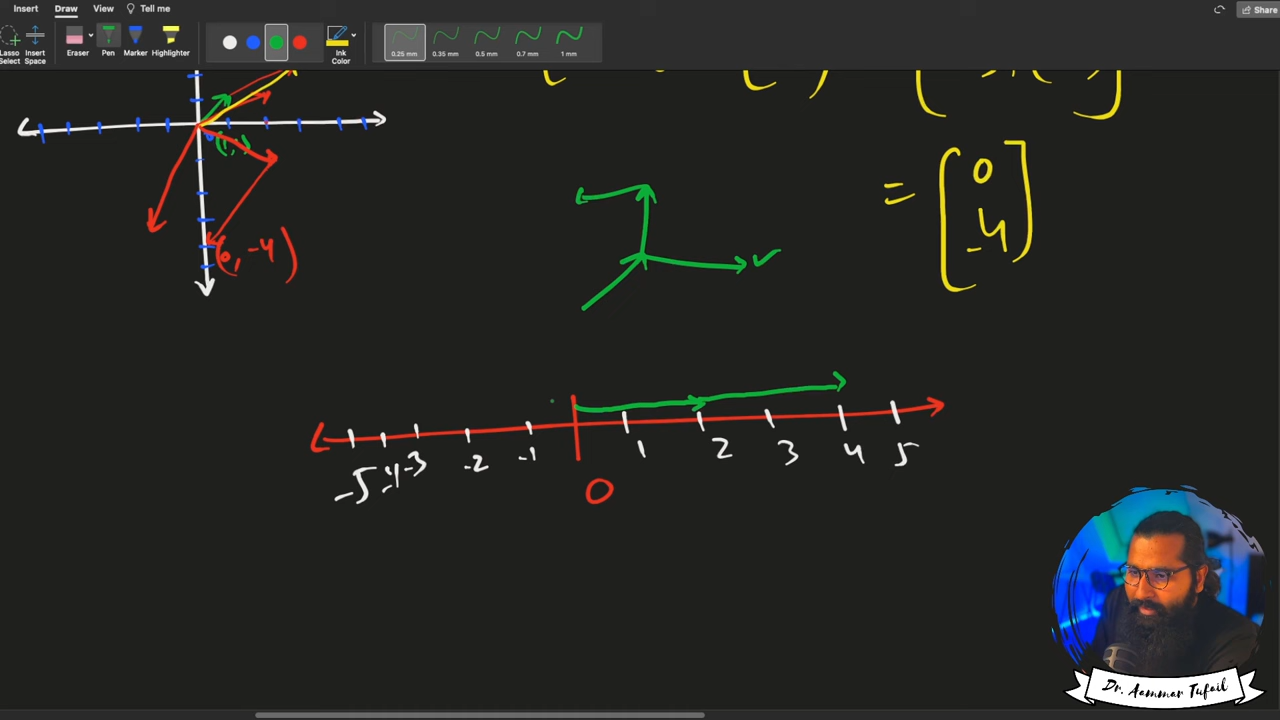 Insert Draw View Tell me
Share
Lasso Select
Insert Space
Eraser
Pen
Marker
Highlighter
Ink Color
0.25 mm
0.35 mm
0.5 mm
0.7 mm
1 mm
(0, -4)
= [0
-4]
v
-5 -4 -3 -2 -1 1 2 3 4 5
0
Dr. Aammar Tufail